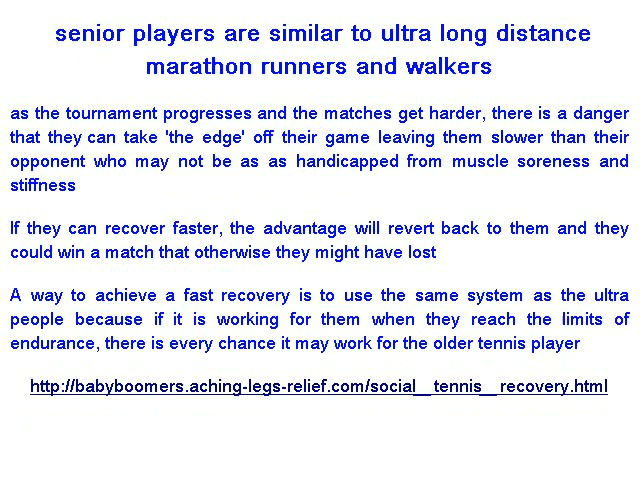 senior players are similar to ultra long distance
marathon runners and walkers
as the tournament progresses and the matches get harder, there is a danger
that they can take 'the edge' off their game leaving them slower than their
opponent who may not be as as handicapped from muscle soreness and
stiffness
If they can recover faster, the advantage will revert back to them and they
could win a match that otherwise they might have lost
A way to achieve a fast recovery is to use the same system as the ultra
people because if it is working for them when they reach the limits of
endurance, there is every chance it may work for the older tennis player
http://babyboomers.aching-legs-relief.com/social__tennis__recovery.html